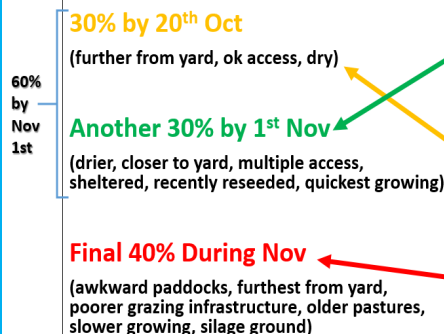 30% by 20th Oct
(further from yard, ok access, dry)
60%
by
Nov
1st
Another 30% by 1st Nov
(drier, closer to yard, multiple access,
sheltered, recently reseeded, quickest growing)
Final 40% During Nov
(awkward paddocks, furthest from yard,
poorer grazing infrastructure, older pastures,
slower growing, silage ground)